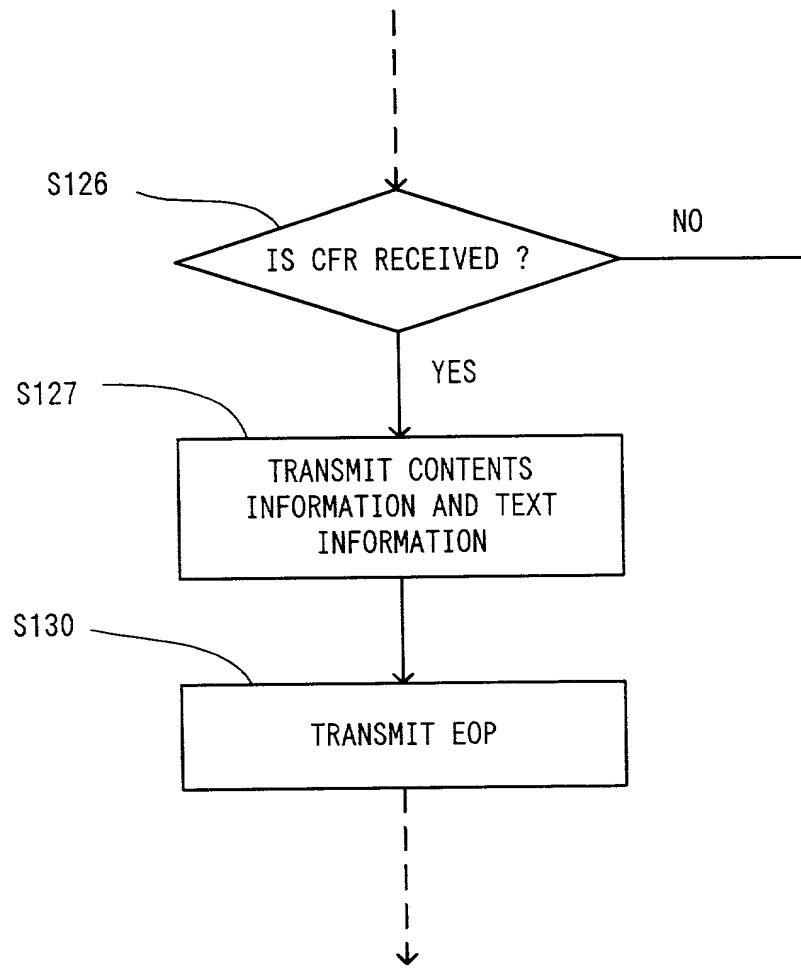 S126
IS CFR RECEIVED ?
NO
YES
S127
TRANSMIT CONTENTS
INFORMATION AND TEXT
INFORMATION
S130
TRANSMIT EOP